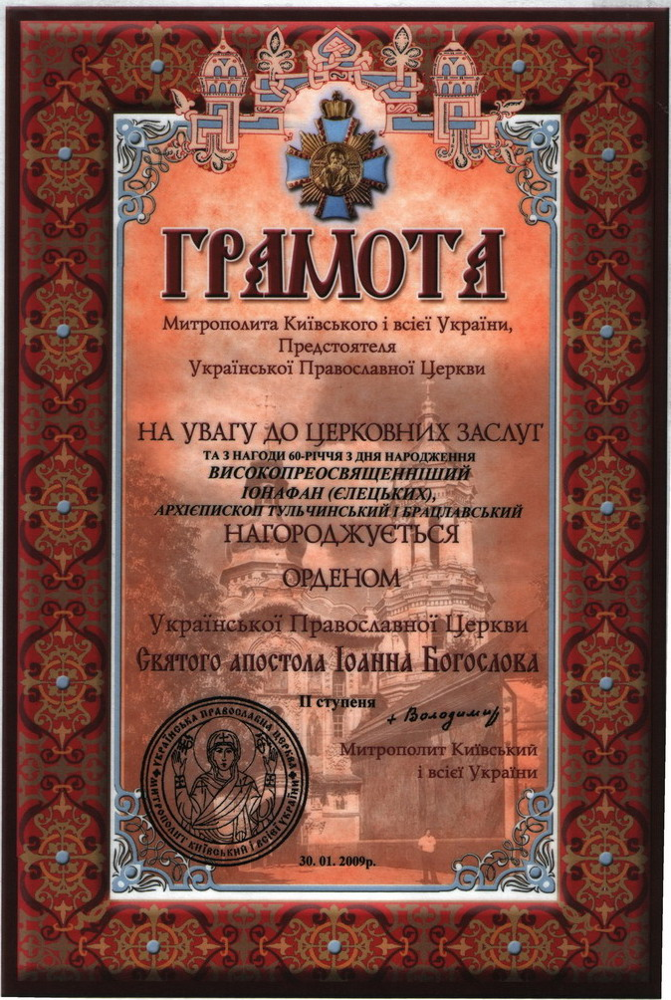 ГРАМОТА
Митрополита Київського і всієї України,
Предстоятеля
Української Православної Церкви
НА УВАГУ ДО ЦЕРКОВНИХ ЗАСЛУГ
ТА З НАГОДИ 60-РІЧЧЯ З ДНЯ НАРОДЖЕННЯ
ВИСОКОПРЕОСВЯЩЕННІШИЙ
ІОНАФАН (ЄЛЕЦЬКИХ),
АРХІЄПИСКОП ТУЛЬЧИНСЬКИЙ І БРАЦЛАВСЬКИЙ
НАГОРОДЖУЄТЬСЯ
ОРДЕНОМ
Української Православної Церкви
Святого апостола Іоанна Богослова
ІІ ступеня
+ Володимир
Митрополит Київський
і всієї України
УКРАЇНСЬКА ПРАВОСЛАВНА ЦЕРКВА
МИТРОПОЛИТ КИЇВСЬКИЙ І ВСІЄЇ УКРАЇНИ
30. 01. 2009р.